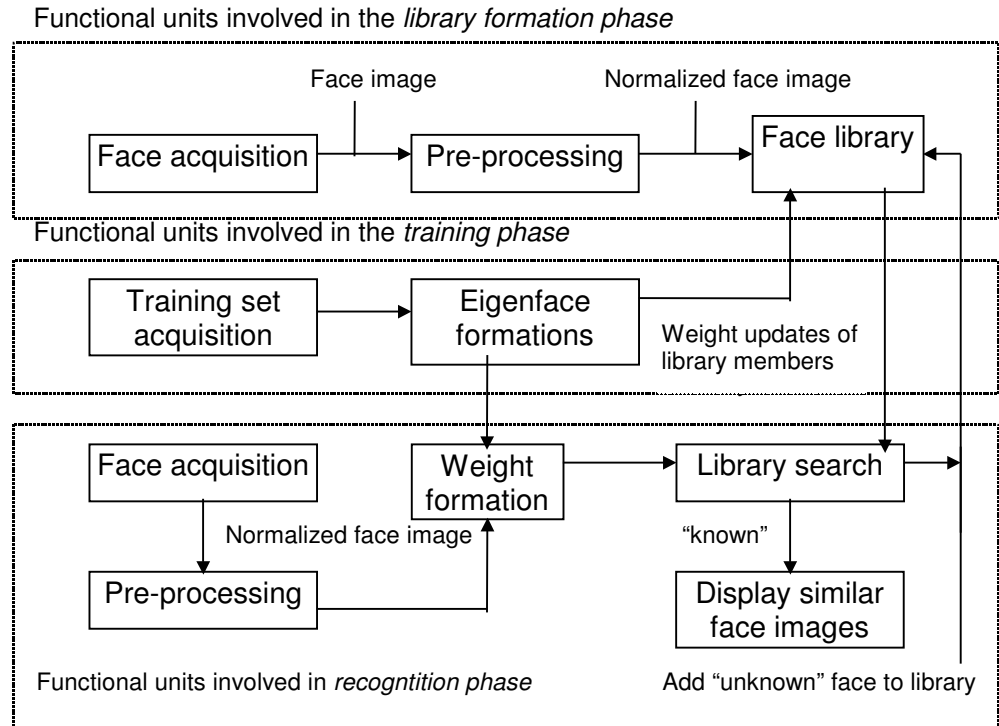 Functional units involved in the library formation phase
Face image
Normalized face image
Face acquisition
Pre-processing
Face library
Functional units involved in the training phase
Training set
acquisition
Eigenface
formations
Weight updates of
library members
Face acquisition
Weight
formation
Library search
Normalized face image
“known”
Pre-processing
Display similar
face images
Functional units involved in recogntition phase
Add “unknown” face to library